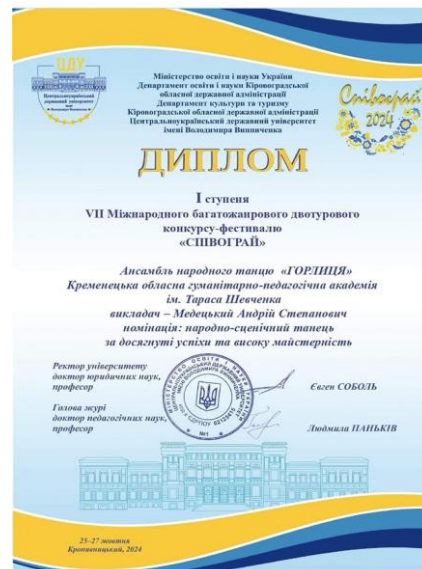 ЦДУ
Центральноукраїнський
державний університет
Міністерство освіти і науки України
Департамент освіти і науки Кіровоградської
обласної державної адміністрації
Департамент культури та туризму
Кіровоградської обласної державної адміністрації
Центральноукраїнський державний університет
імені Володимира Винниченка
Співограй
2024
ДИПЛОМ
І ступеня
VII Міжнародного багатожанрового двотурового
конкурсу-фестивалю
«СПІВОГРАЙ»
Ансамбль народного танцю «ГОРЛИЦЯ»
Кременецька обласна гуманітарно-педагогічна академія
ім. Тараса Шевченка
викладач – Медецький Андрій Степанович
номінація: народно-сценічний танець
за досягнуті успіхи та високу майстерність
Ректор університету
доктор юридичних наук,
професор
Євген СОБОЛЬ
Голова журі
доктор педагогічних наук,
професор
Людмила ПАНЬКІВ
25–27 жовтня
Кропивницький, 2024